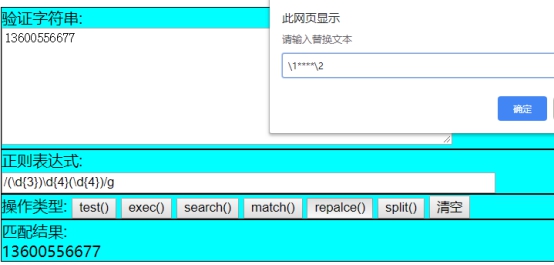 验证字符串:
13600556677
此网页显示
请输入替换文本
\1****\2
确定
正则表达式:
/(\d{3})\d{4}(\d{4})/g
操作类型: test() exec() search() match() repalce() split() 清空
匹配结果:
13600556677